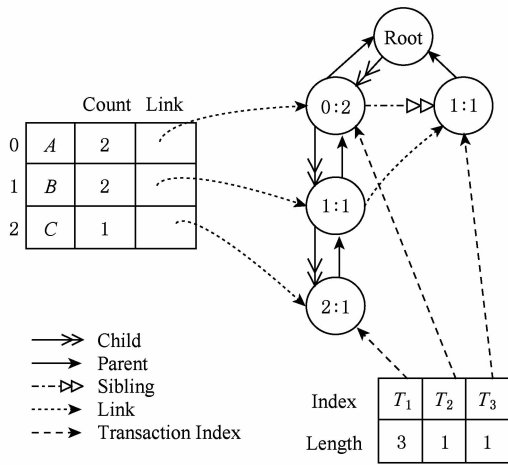 Root
Count Link
0:2
1:1
0 A 2
1 B 2
2 C 1
1:1
2:1
Child
Parent
Sibling
Link
Transaction Index
Index T₁ T₂ T₃
Length 3 1 1